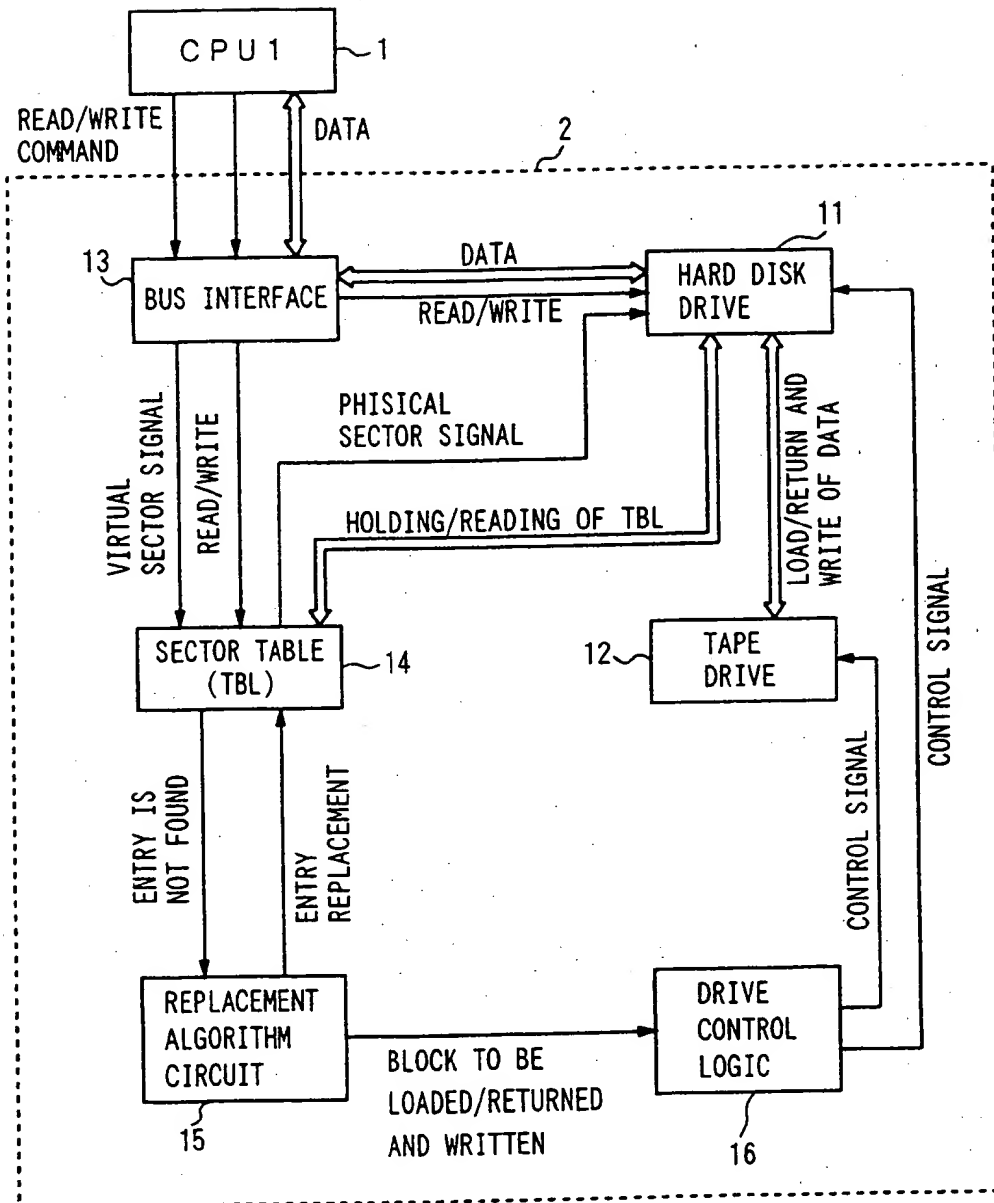 CPU1
1
READ/WRITE
COMMAND
DATA
2
13
BUS INTERFACE
DATA
READ/WRITE
11
HARD DISK
DRIVE
VIRTUAL
SECTOR SIGNAL
READ/WRITE
PHISICAL
SECTOR SIGNAL
HOLDING/READING OF TBL
LOAD/RETURN AND
WRITE OF DATA
CONTROL SIGNAL
SECTOR TABLE
(TBL)
14
12
TAPE
DRIVE
ENTRY IS
NOT FOUND
ENTRY
REPLACEMENT
CONTROL SIGNAL
REPLACEMENT
ALGORITHM
CIRCUIT
15
BLOCK TO BE
LOADED/RETURNED
AND WRITTEN
DRIVE
CONTROL
LOGIC
16